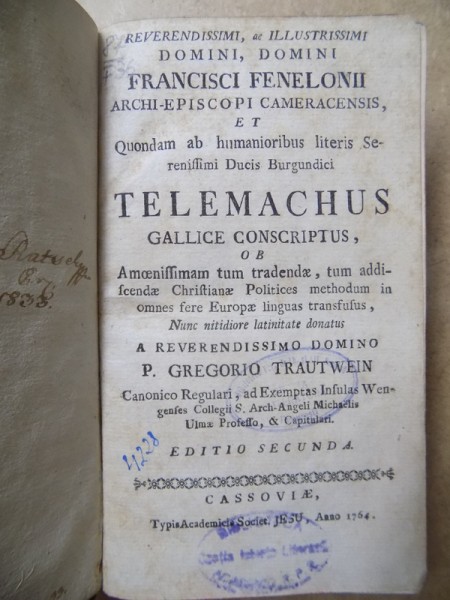 REVERENDISSIMI, ac ILLUSTRISSIMI
DOMINI, DOMINI
FRANCISCI FENELONII
ARCHI-EPISCOPI CAMERACENSIS,
ET
Quondam ab humanioribus literis Se-
reniſſimi Ducis Burgundici
TELEMACHUS
GALLICE CONSCRIPTUS,
OB
Amœniſſimam tum tradendæ, tum addi-
ſcendæ Chriſtianæ Politices methodum in
omnes fere Europæ linguas transfuſus,
Nunc nitidiore latinitate donatus
A REVERENDISSIMO DOMINO
P. GREGORIO TRAUTWEIN
Canonico Regulari, ad Exemptas Inſulas Wen-
genſes Collegii S. Arch-Angeli Michaëlis
Ulmæ Profeſſo, & Capitulari.
EDITIO SECUNDA.
CASSOVIÆ,
Typis Academicis Societ. JESU, Anno 1764.
4228
1838.